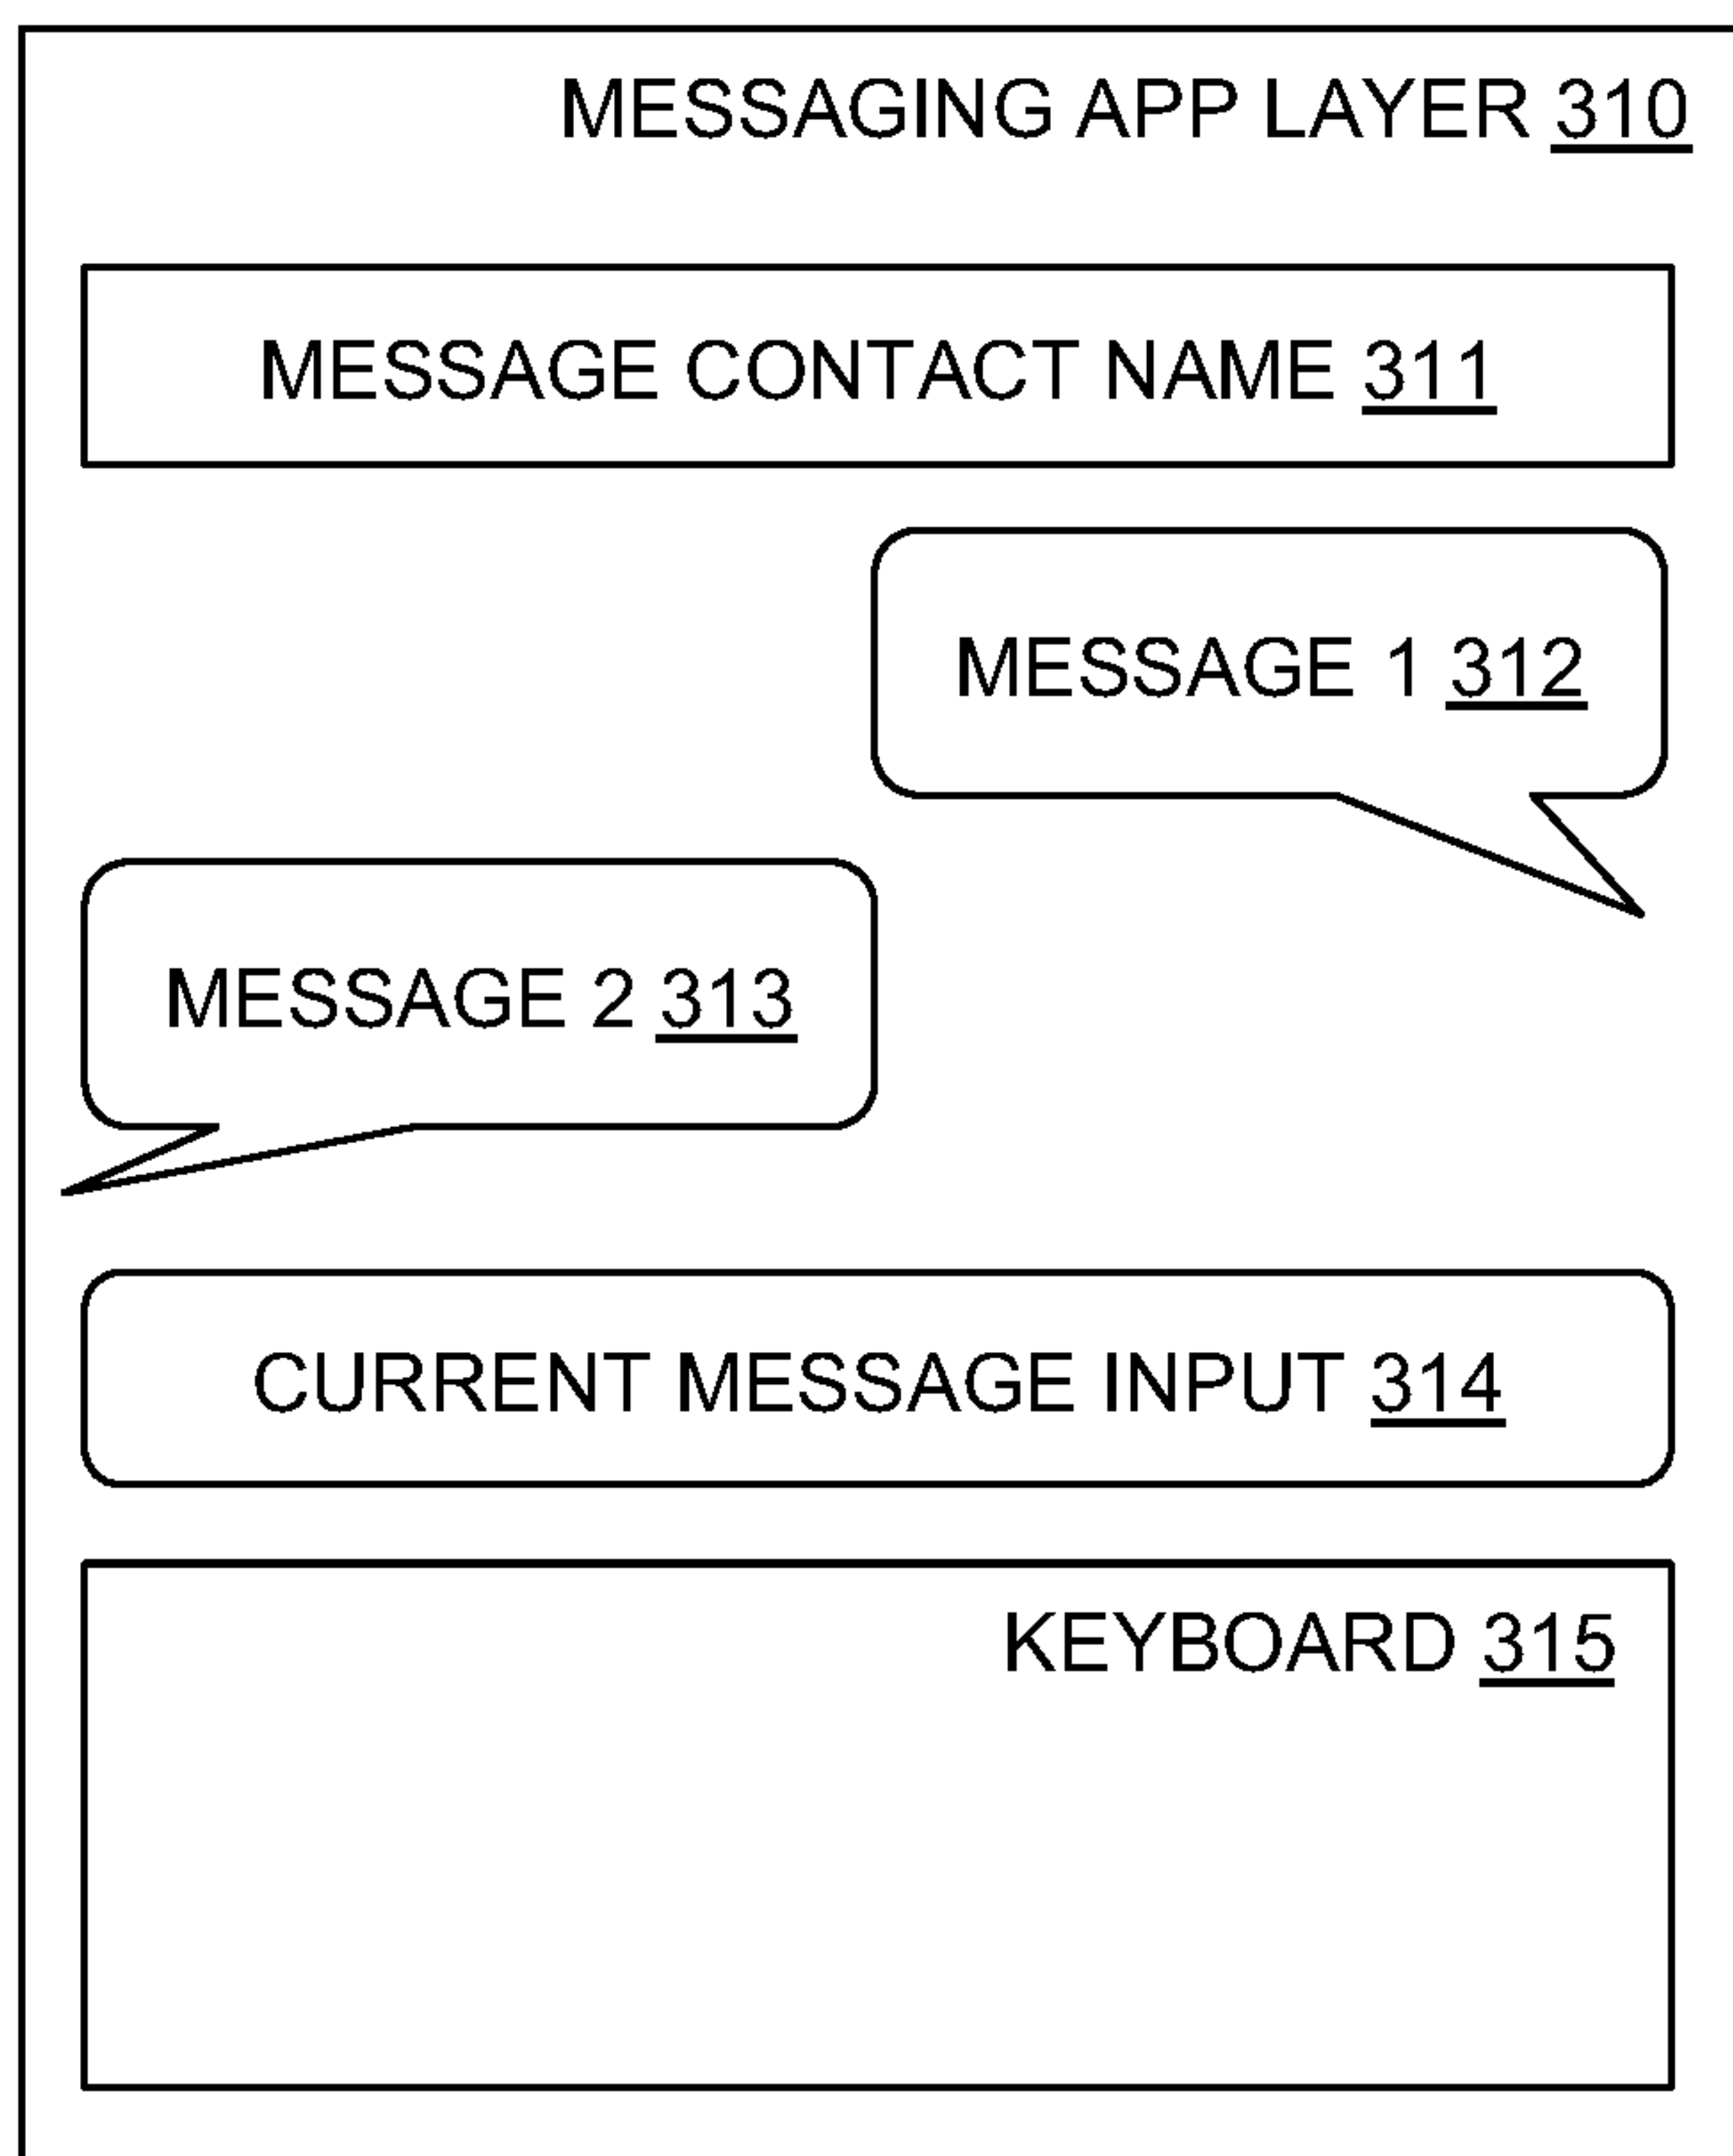 MESSAGING APP LAYER 310
MESSAGE CONTACT NAME 311
MESSAGE 1 312
MESSAGE 2 313
CURRENT MESSAGE INPUT 314
KEYBOARD 315